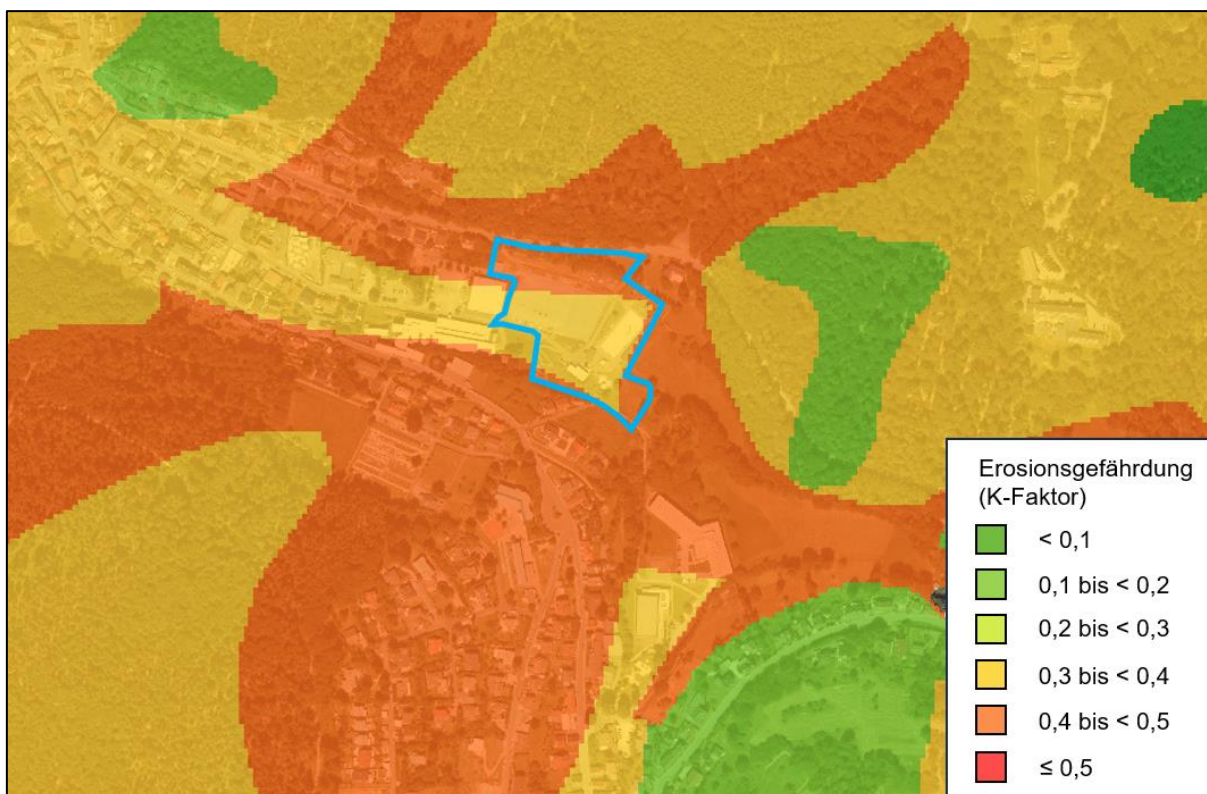 Erosionsgefährdung
(K-Faktor)
< 0,1
0,1 bis < 0,2
0,2 bis < 0,3
0,3 bis < 0,4
0,4 bis < 0,5
≤ 0,5